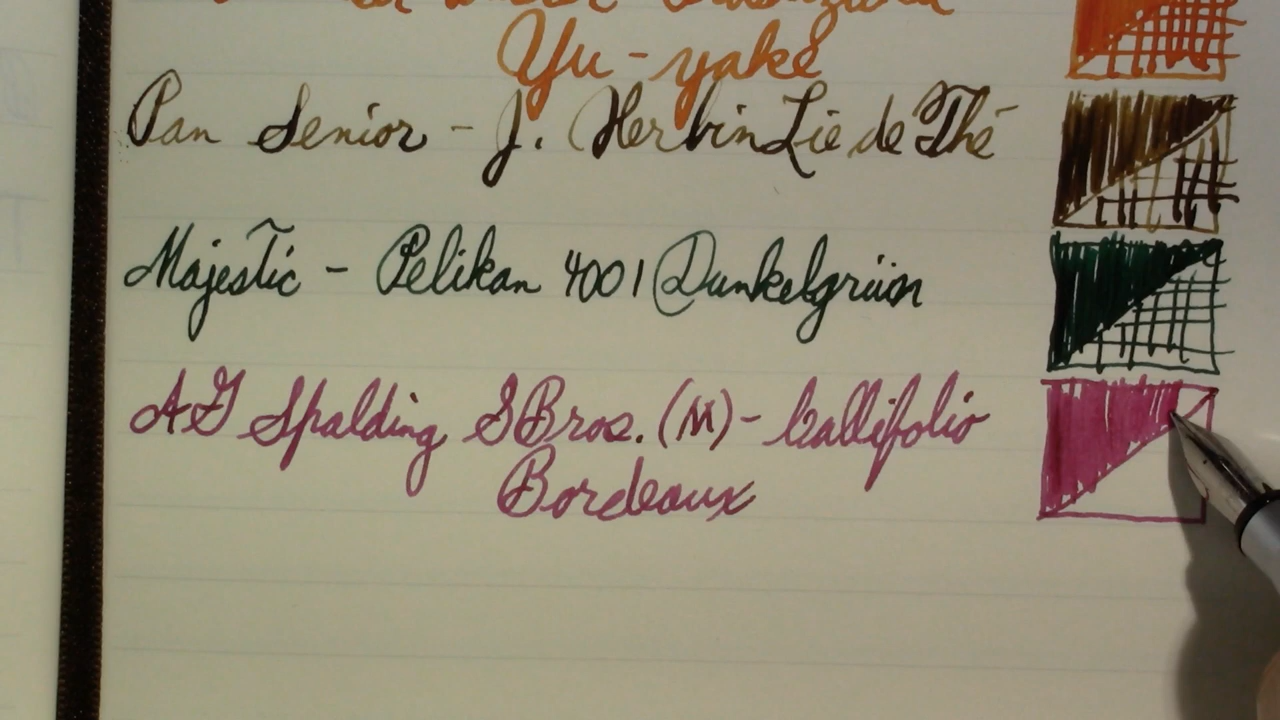 Yu-yake
Pan Senior - J. Herbin Lie de Thé
Majestic - Pelikan 4001 Dunkelgrün
AG Spalding & Bros. (M) - Callifolio
Bordeaux